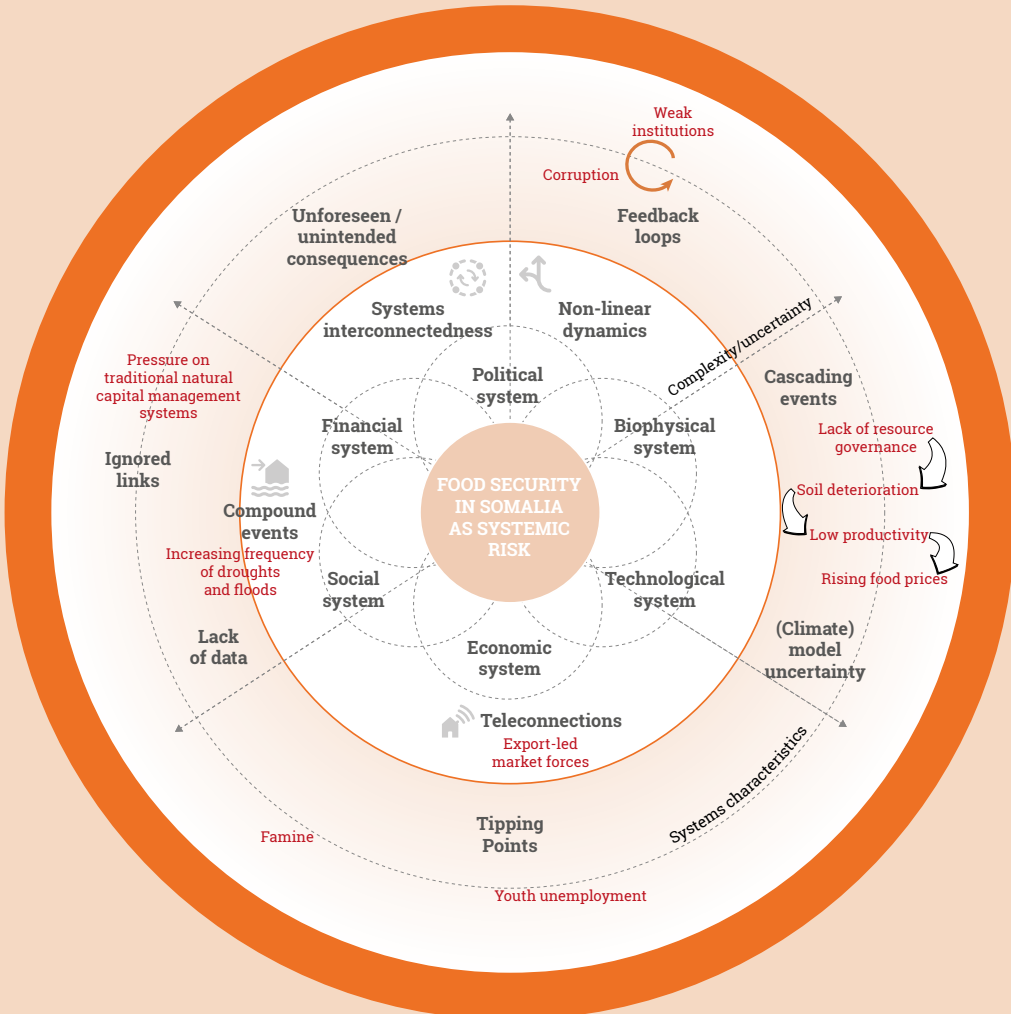 Weak
institutions
Corruption
Unforeseen /
unintended
consequences
Feedback
loops
Systems
interconnectedness
Non-linear
dynamics
Complexity/uncertainty
Pressure on
traditional natural
capital management
systems
Political
system
Cascading
events
Financial
system
Biophysical
system
Lack of resource
governance
Ignored
links
FOOD SECURITY
IN SOMALIA
AS SYSTEMIC
RISK
Soil deterioration
Compound
events
Low productivity
Increasing frequency
of droughts
and floods
Social
system
Technological
system
Rising food prices
Lack
of data
(Climate)
model
uncertainty
Economic
system
Teleconnections
Export-led
market forces
Systems characteristics
Tipping
Points
Famine
Youth unemployment